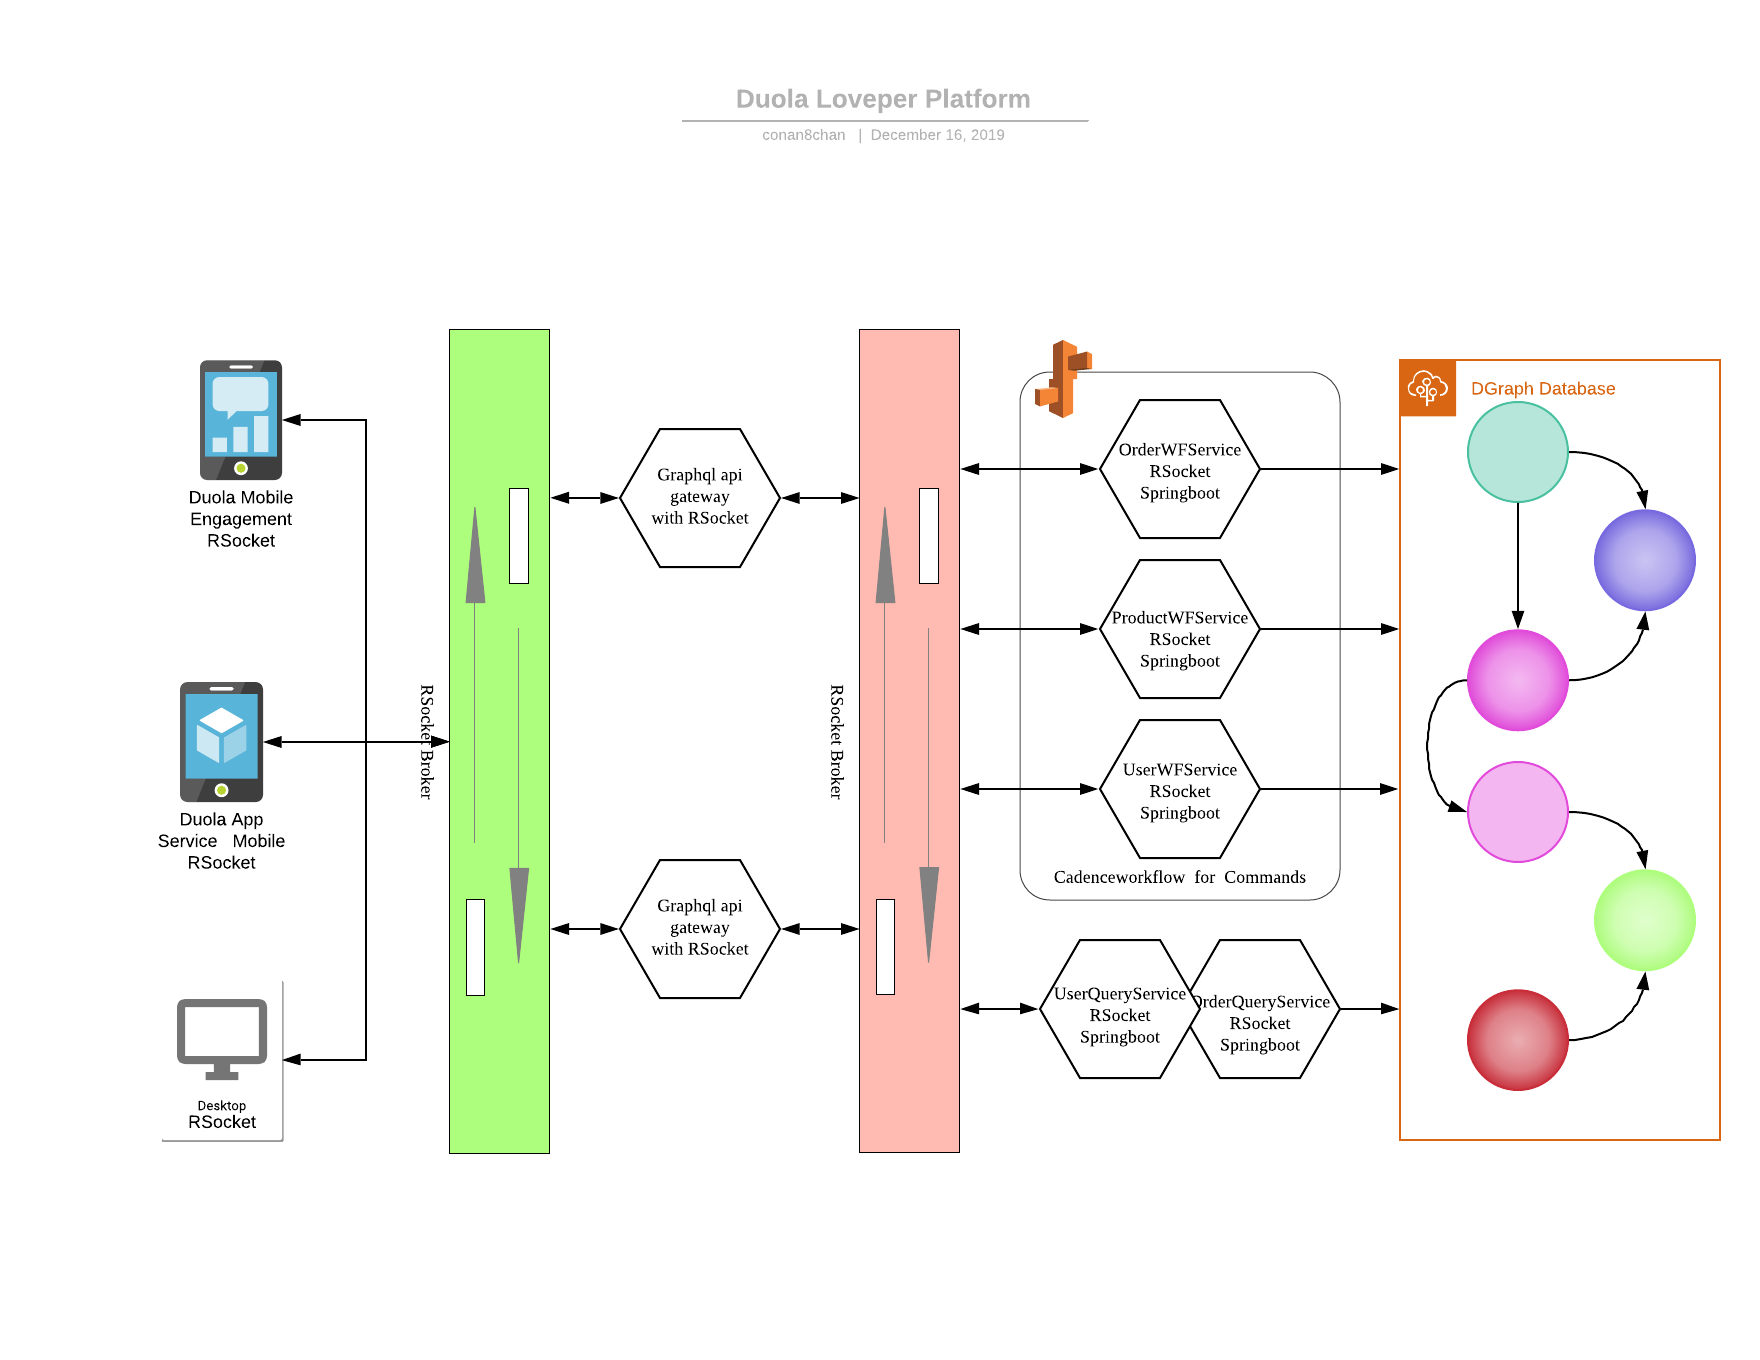 Duola Loveper Platform
conan8chan | December 16, 2019
Duola Mobile
Engagement
RSocket
Duola App
Service Mobile
RSocket
Desktop
RSocket
RSocket Broker
Graphql api
gateway
with RSocket
Graphql api
gateway
with RSocket
RSocket Broker
OrderWFService
RSocket
Springboot
ProductWFService
RSocket
Springboot
UserWFService
RSocket
Springboot
Cadenceworkflow for Commands
UserQueryService
RSocket
Springboot
OrderQueryService
RSocket
Springboot
DGraph Database